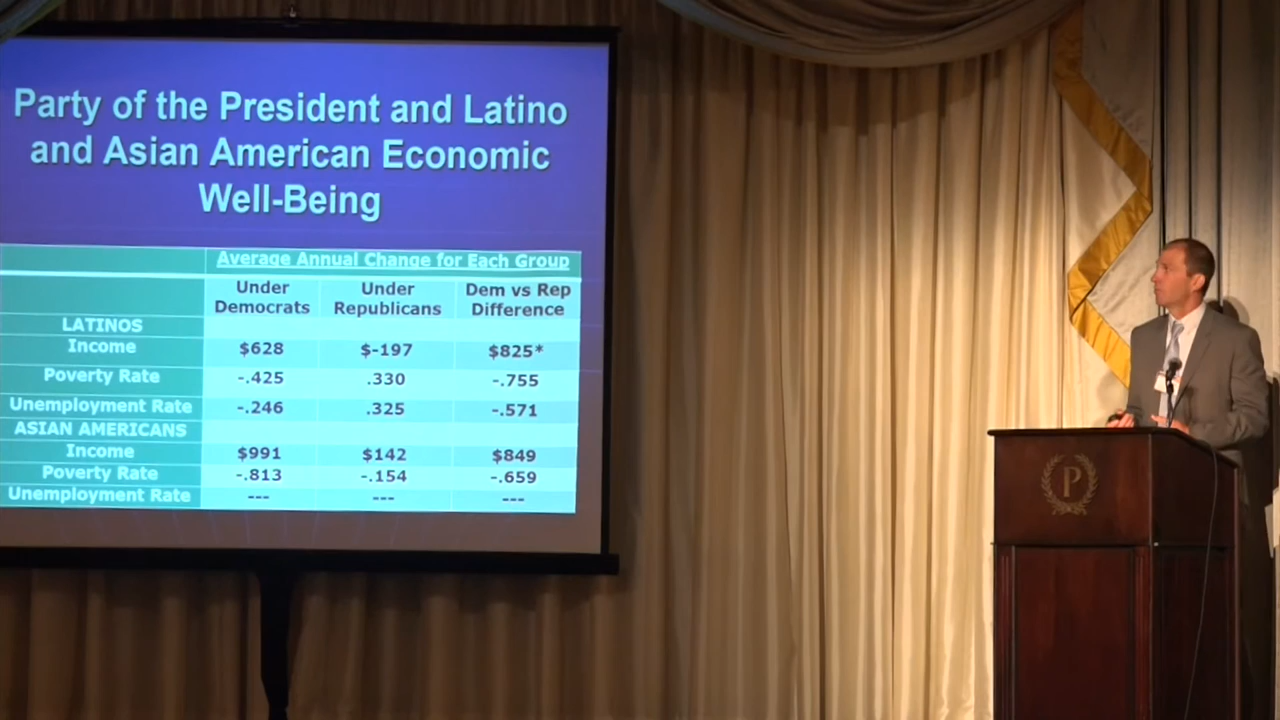 Party of the President and Latino
and Asian American Economic
Well-Being
Average Annual Change for Each Group
Under Democrats Under Republicans Dem vs Rep Difference
LATINOS
Income $628 $-197 $825*
Poverty Rate -.425 .330 -.755
Unemployment Rate -.246 .325 -.571
ASIAN AMERICANS
Income $991 $142 $849
Poverty Rate -.813 -.154 -.659
Unemployment Rate --- --- ---
P